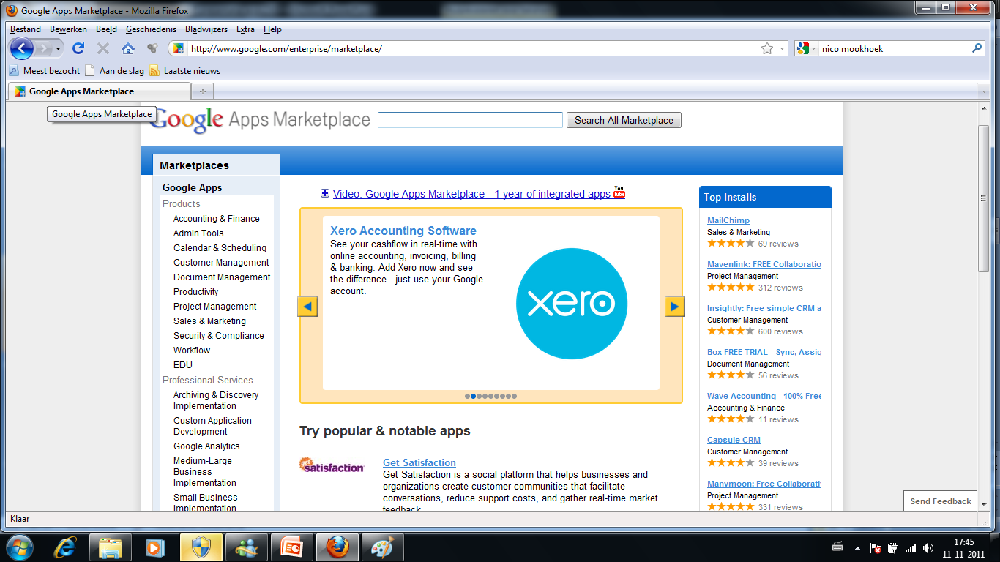 Google Apps Marketplace - Mozilla Firefox
Bestand Bewerken Beeld Geschiedenis Bladwijzers Extra Help
http://www.google.com/enterprise/marketplace/
nico mookhoek
Meest bezocht Aan de slag Laatste nieuws
Google Apps Marketplace
Google Apps Marketplace
Google Apps Marketplace
Search All Marketplace
Marketplaces
Google Apps
Products
Accounting & Finance
Admin Tools
Calendar & Scheduling
Customer Management
Document Management
Productivity
Project Management
Sales & Marketing
Security & Compliance
Workflow
EDU
Professional Services
Archiving & Discovery
Implementation
Custom Application
Development
Google Analytics
Medium-Large
Business
Implementation
Small Business
Implementation
Video: Google Apps Marketplace - 1 year of integrated apps
You
Tube
Xero Accounting Software
See your cashflow in real-time with
online accounting, invoicing, billing
& banking. Add Xero now and see
the difference - just use your Google
account.
xero
Try popular & notable apps
get
satisfaction
Get Satisfaction
Get Satisfaction is a social platform that helps businesses and
organizations create customer communities that facilitate
conversations, reduce support costs, and gather real-time market
feedback
Top Installs
MailChimp
Sales & Marketing
69 reviews
Mavenlink: FREE Collaboratio
Project Management
312 reviews
Insightly: Free simple CRM a
Customer Management
600 reviews
Box FREE TRIAL - Sync, Assig
Document Management
56 reviews
Wave Accounting - 100% Free
Accounting & Finance
11 reviews
Capsule CRM
Customer Management
39 reviews
Manymoon: Free Collaborati
Project Management
331 reviews
Send Feedback
Klaar
17:45
11-11-2011